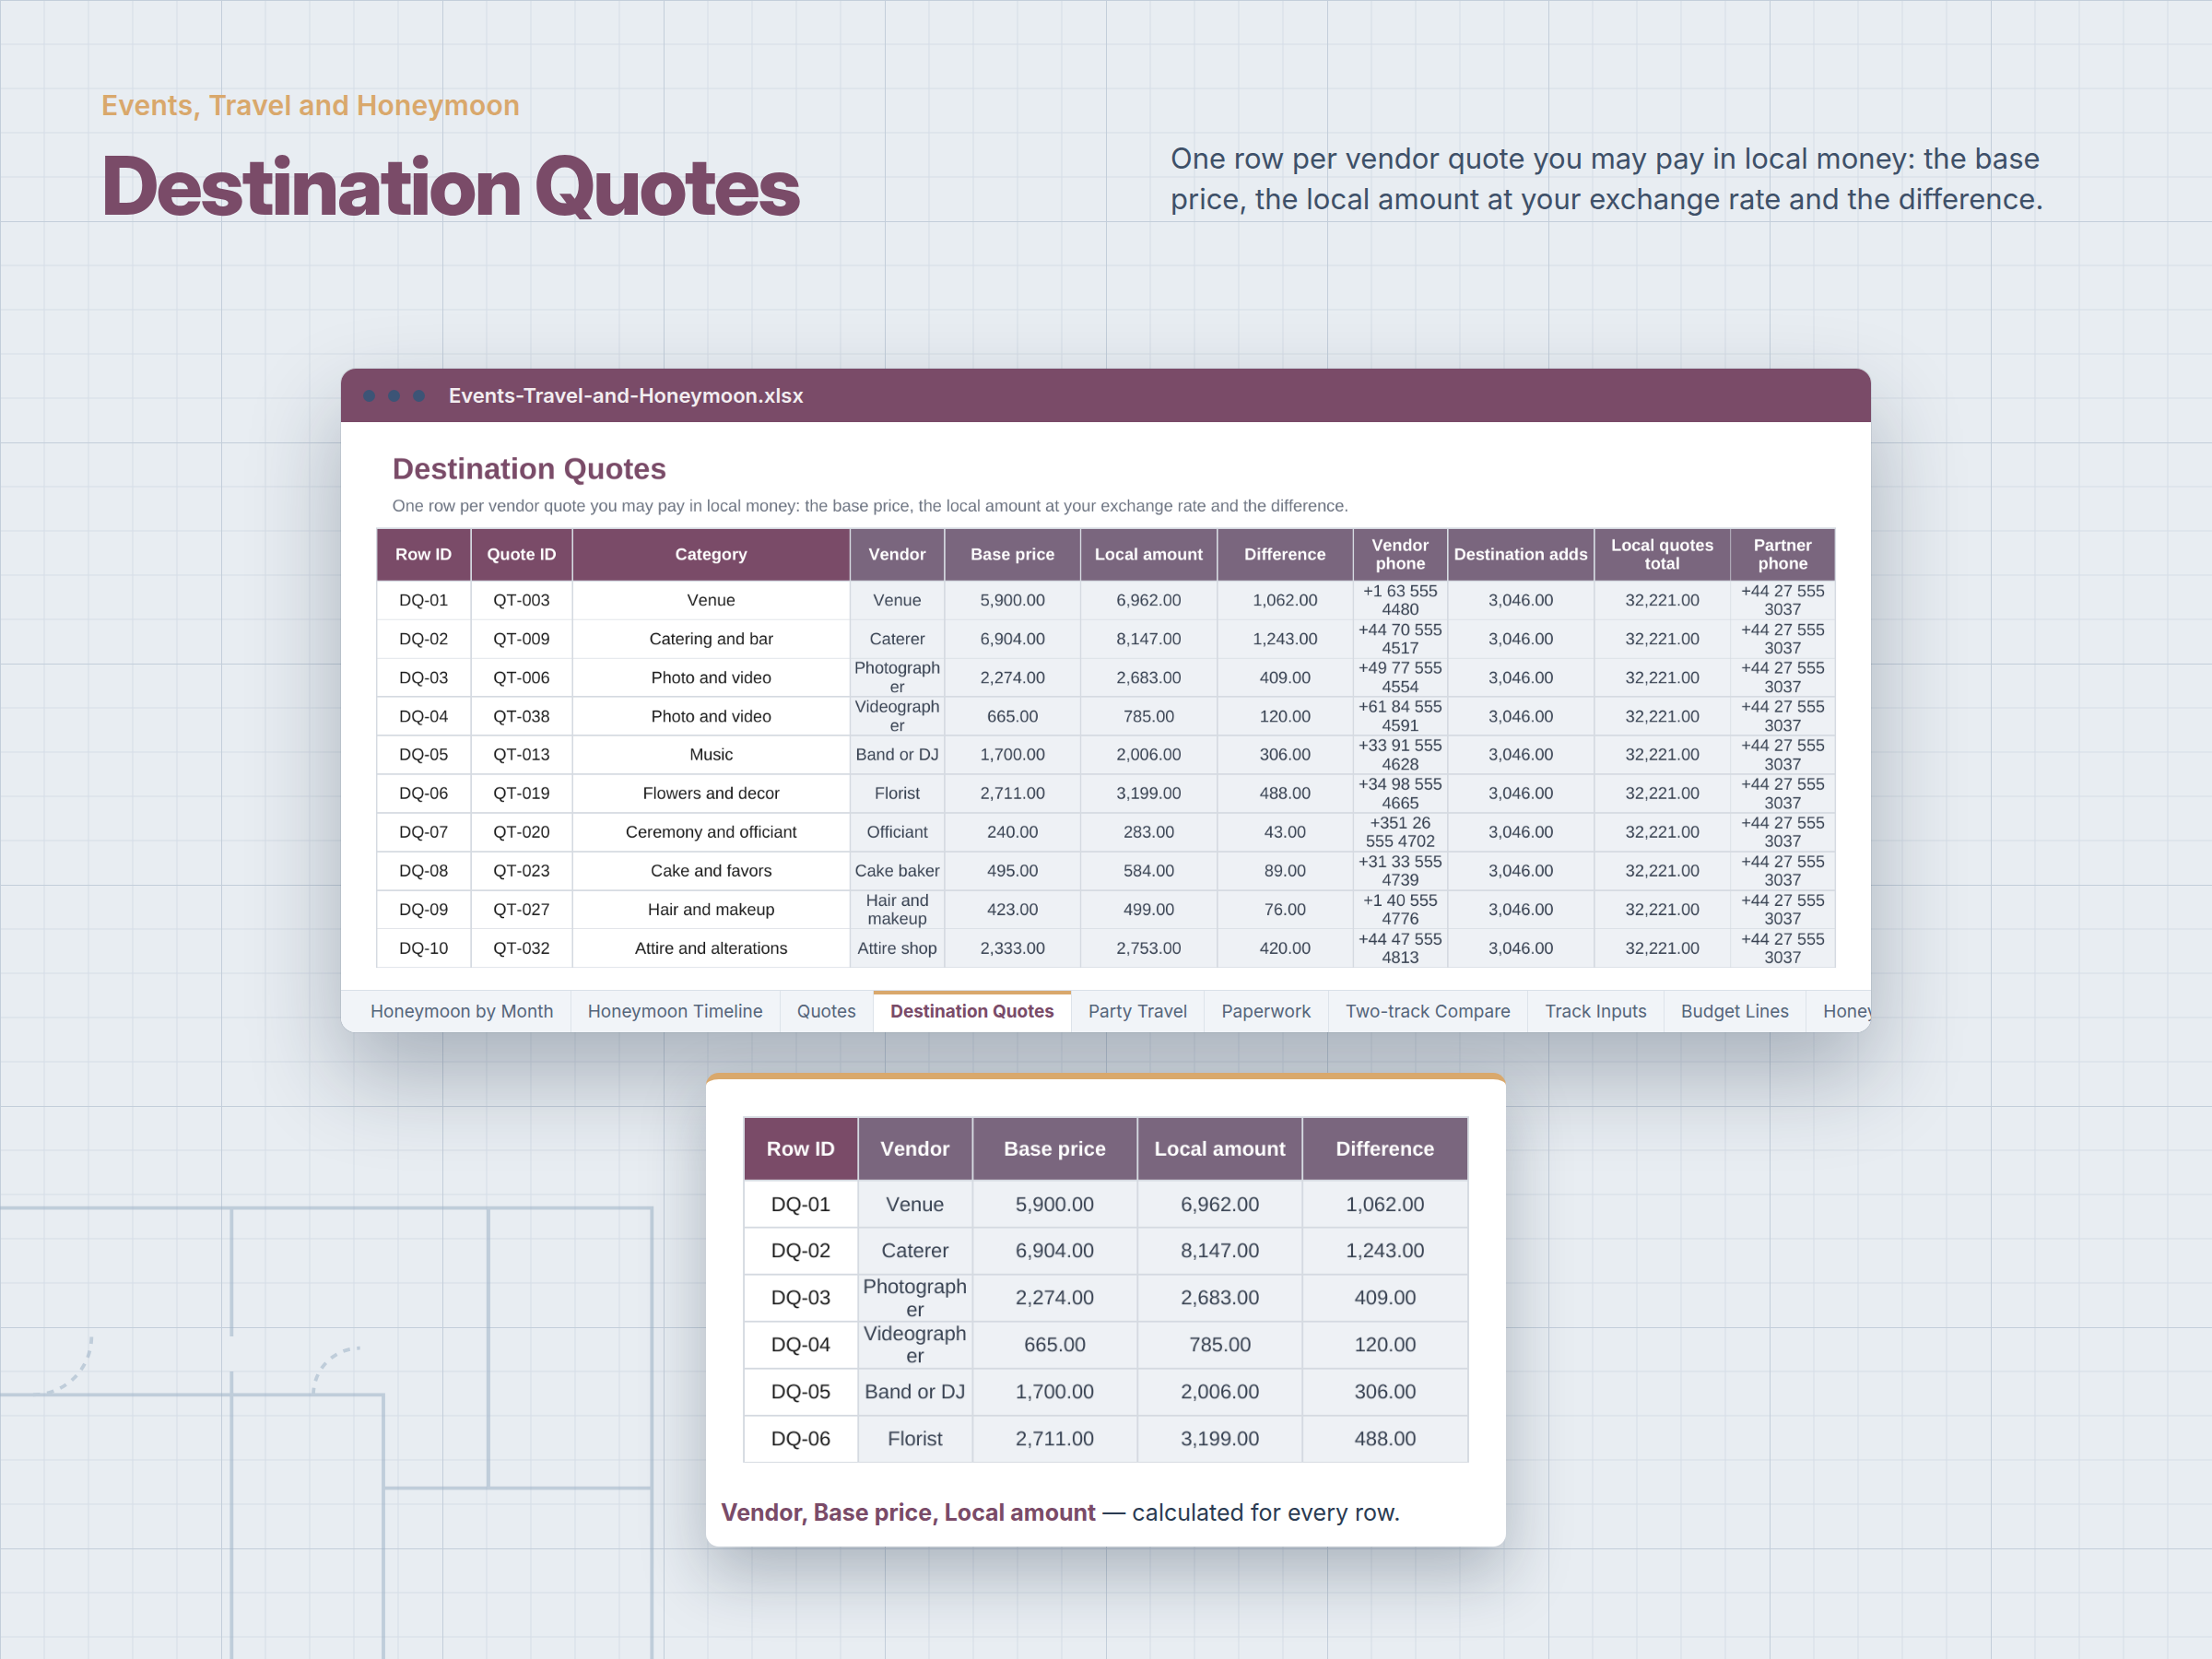 Events, Travel and Honeymoon
Destination Quotes
One row per vendor quote you may pay in local money: the base
price, the local amount at your exchange rate and the difference.
Events-Travel-and-Honeymoon.xlsx
Destination Quotes
One row per vendor quote you may pay in local money: the base price, the local amount at your exchange rate and the difference.
Row ID Quote ID Category Vendor Base price Local amount Difference Vendor phone Destination adds Local quotes total Partner phone
DQ-01 QT-003 Venue Venue 5,900.00 6,962.00 1,062.00 +1 63 555 4480 3,046.00 32,221.00 +44 27 555 3037
DQ-02 QT-009 Catering and bar Caterer 6,904.00 8,147.00 1,243.00 +44 70 555 4517 3,046.00 32,221.00 +44 27 555 3037
DQ-03 QT-006 Photo and video Photographer 2,274.00 2,683.00 409.00 +49 77 555 4554 3,046.00 32,221.00 +44 27 555 3037
DQ-04 QT-038 Photo and video Videographer 665.00 785.00 120.00 +61 84 555 4591 3,046.00 32,221.00 +44 27 555 3037
DQ-05 QT-013 Music Band or DJ 1,700.00 2,006.00 306.00 +33 91 555 4628 3,046.00 32,221.00 +44 27 555 3037
DQ-06 QT-019 Flowers and decor Florist 2,711.00 3,199.00 488.00 +34 98 555 4665 3,046.00 32,221.00 +44 27 555 3037
DQ-07 QT-020 Ceremony and officiant Officiant 240.00 283.00 43.00 +351 26 555 4702 3,046.00 32,221.00 +44 27 555 3037
DQ-08 QT-023 Cake and favors Cake baker 495.00 584.00 89.00 +31 33 555 4739 3,046.00 32,221.00 +44 27 555 3037
DQ-09 QT-027 Hair and makeup Hair and makeup 423.00 499.00 76.00 +1 40 555 4776 3,046.00 32,221.00 +44 27 555 3037
DQ-10 QT-032 Attire and alterations Attire shop 2,333.00 2,753.00 420.00 +44 47 555 4813 3,046.00 32,221.00 +44 27 555 3037
Honeymoon by Month Honeymoon Timeline Quotes Destination Quotes Party Travel Paperwork Two-track Compare Track Inputs Budget Lines Honey
Row ID Vendor Base price Local amount Difference
DQ-01 Venue 5,900.00 6,962.00 1,062.00
DQ-02 Caterer 6,904.00 8,147.00 1,243.00
DQ-03 Photographer 2,274.00 2,683.00 409.00
DQ-04 Videographer 665.00 785.00 120.00
DQ-05 Band or DJ 1,700.00 2,006.00 306.00
DQ-06 Florist 2,711.00 3,199.00 488.00
Vendor, Base price, Local amount — calculated for every row.